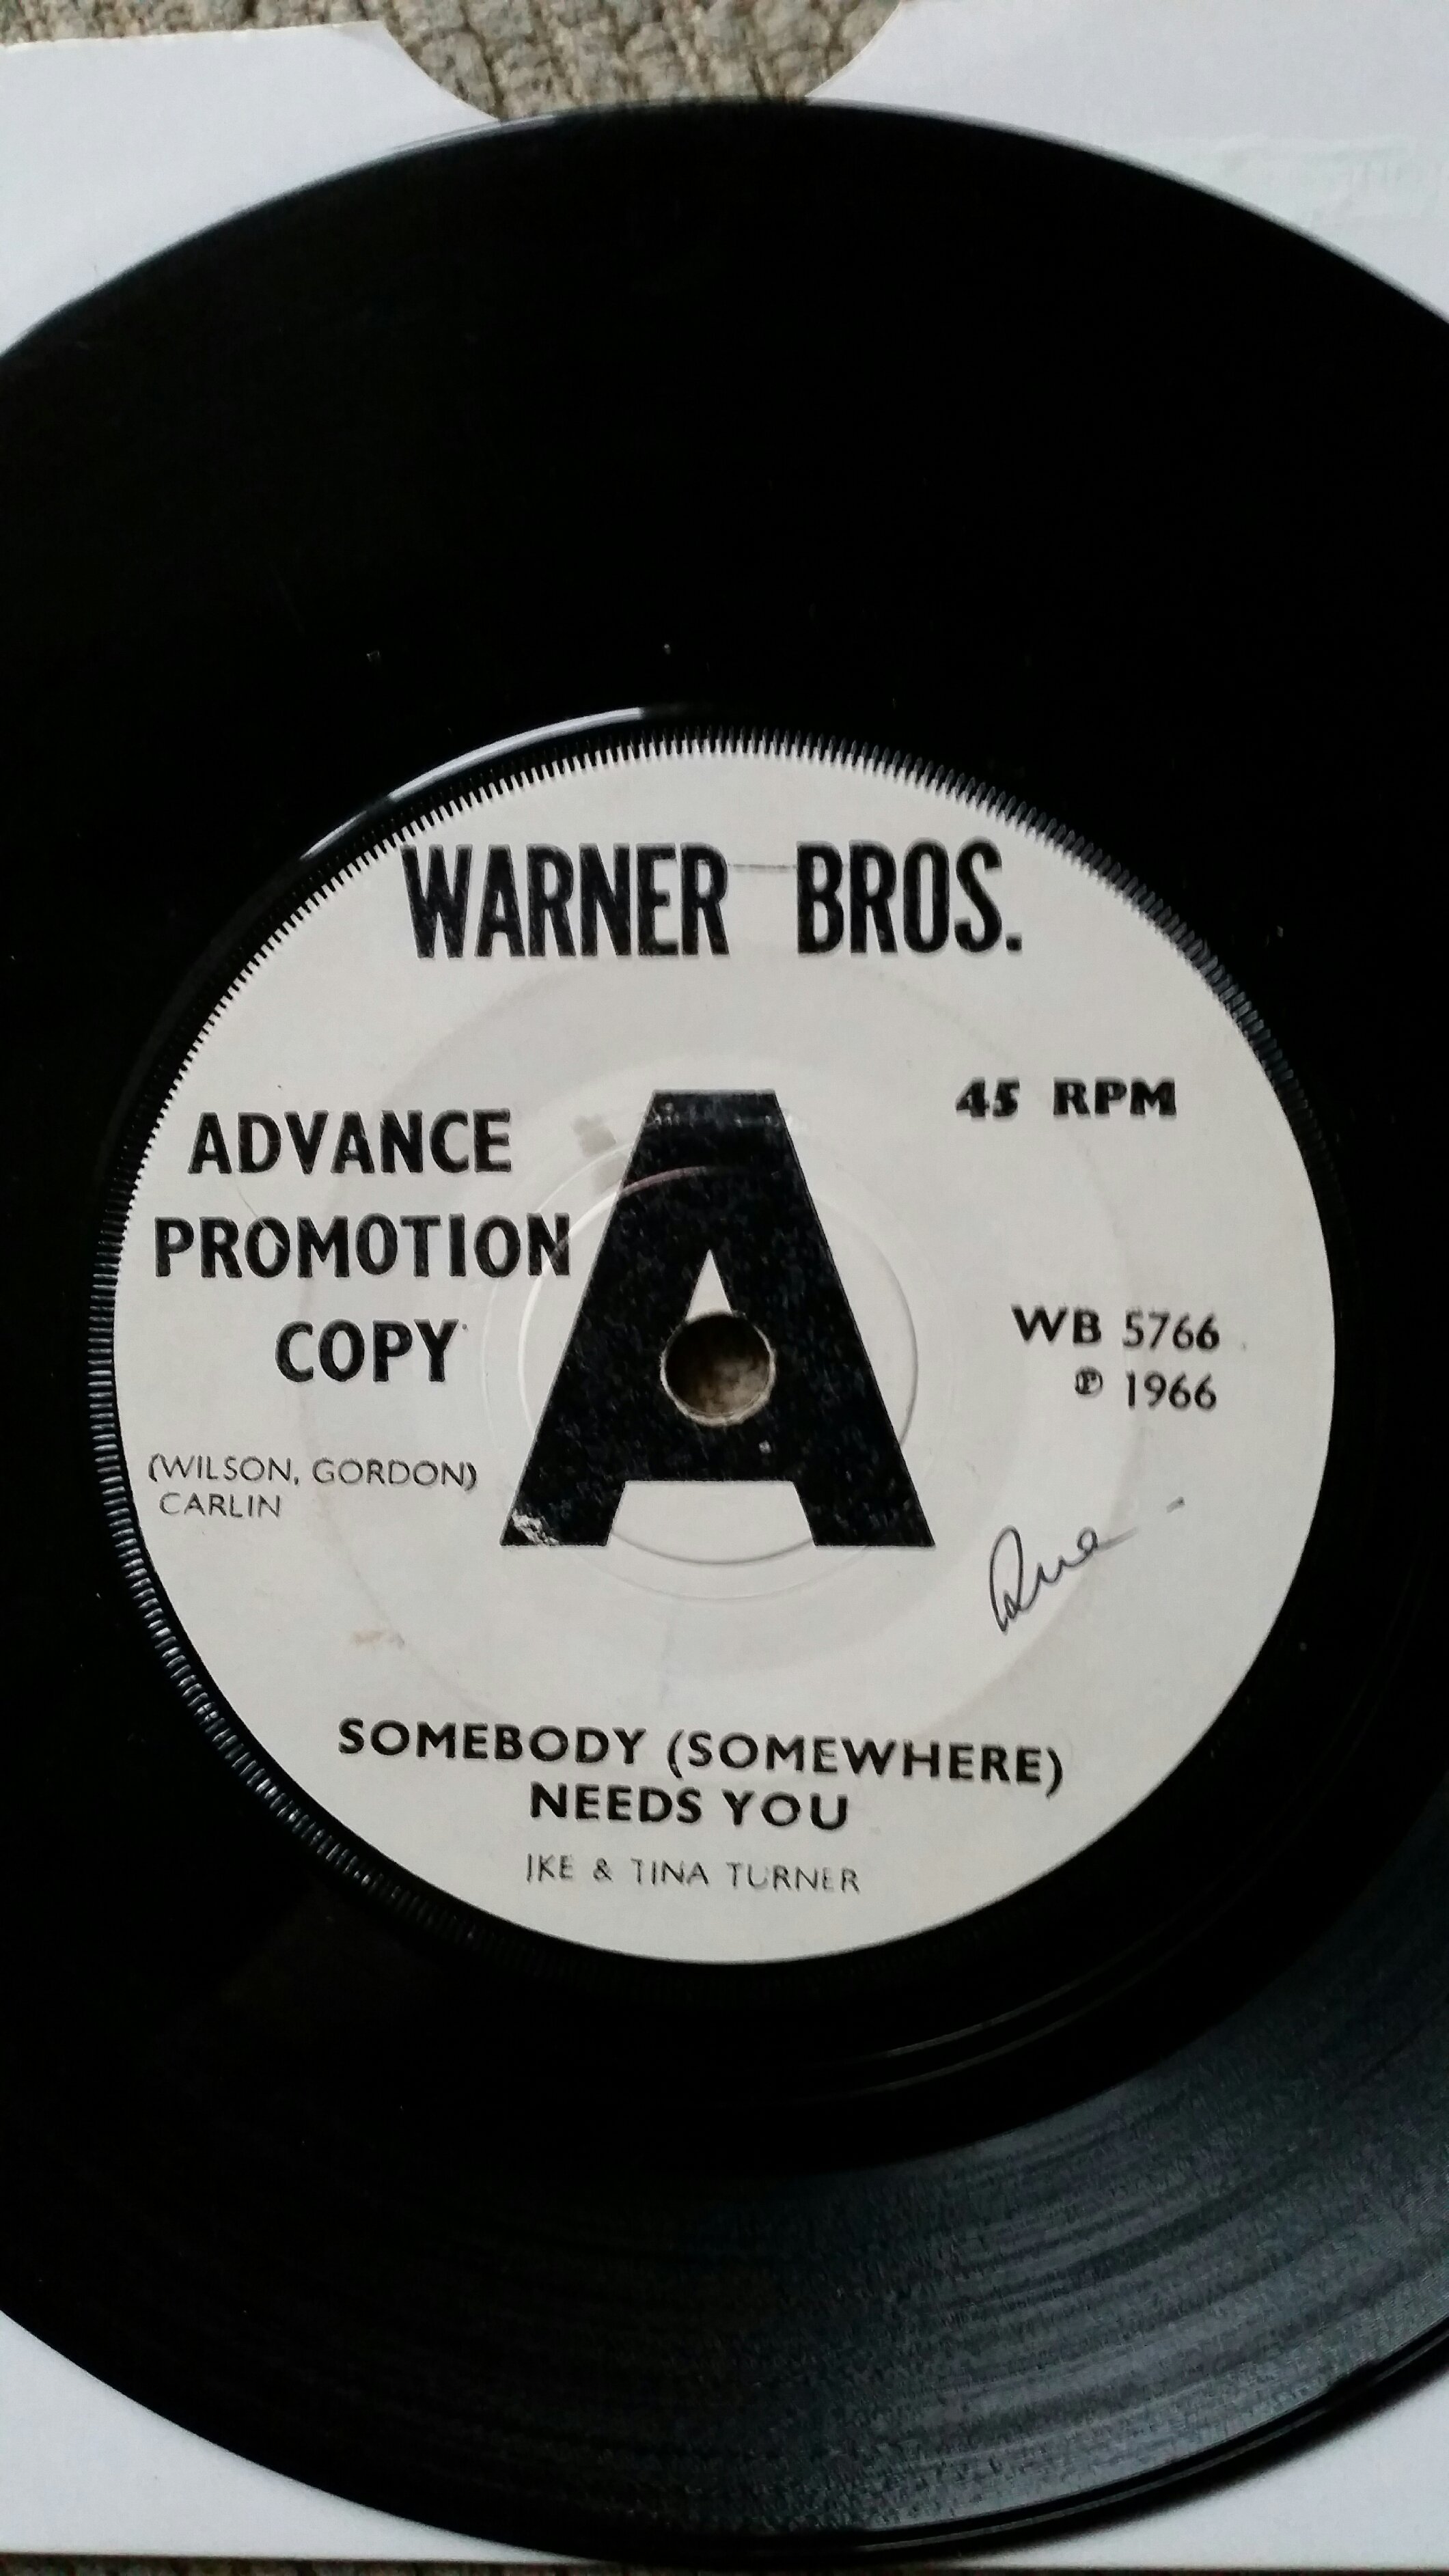 WARNER BROS.
45 RPM
ADVANCE
PROMOTION
COPY
A
WB 5766
℗ 1966
(WILSON, GORDON)
CARLIN
SOMEBODY (SOMEWHERE)
NEEDS YOU
IKE & TINA TURNER